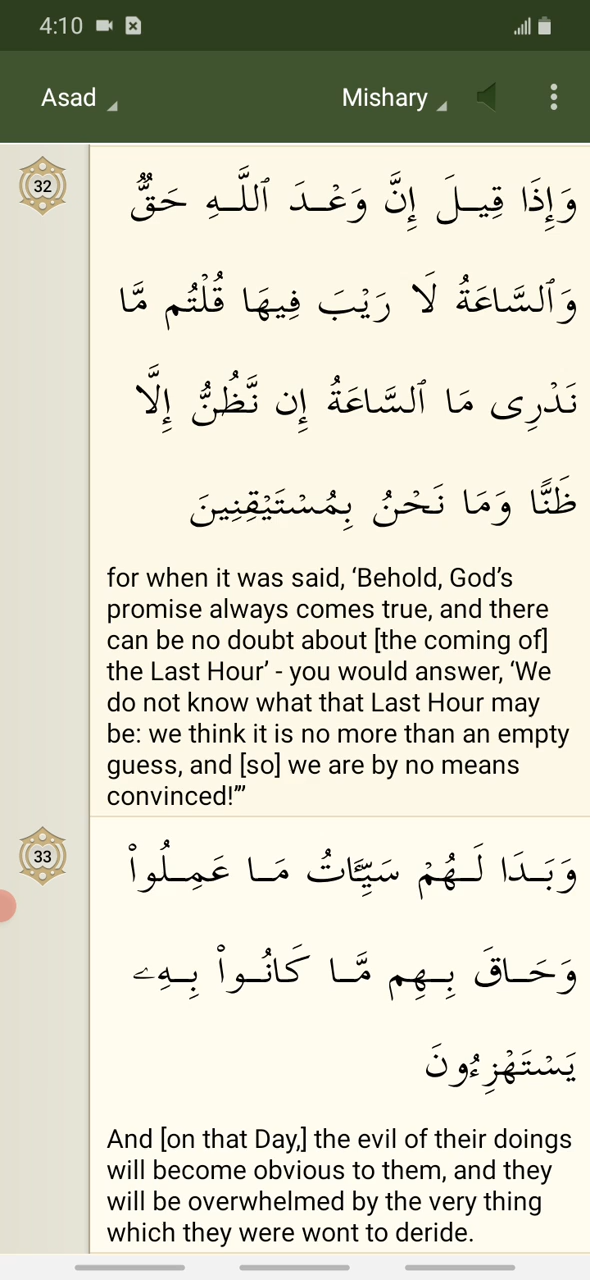 4:10
Asad
Mishary
32
وَإِذَا قِيلَ إِنَّ وَعْدَ ٱللَّهِ حَقٌّ
وَٱلسَّاعَةُ لَا رَيْبَ فِيهَا قُلْتُم مَّا
نَدْرِى مَا ٱلسَّاعَةُ إِن نَّظُنُّ إِلَّا
ظَنًّا وَمَا نَحْنُ بِمُسْتَيْقِنِينَ
for when it was said, ‘Behold, God’s
promise always comes true, and there
can be no doubt about [the coming of]
the Last Hour’ - you would answer, ‘We
do not know what that Last Hour may
be: we think it is no more than an empty
guess, and [so] we are by no means
convinced!’”
33
وَبَدَا لَهُمْ سَيِّـَٔاتُ مَا عَمِلُوا۟
وَحَاقَ بِهِم مَّا كَانُوا۟ بِهِۦ
يَسْتَهْزِءُونَ
And [on that Day,] the evil of their doings
will become obvious to them, and they
will be overwhelmed by the very thing
which they were wont to deride.